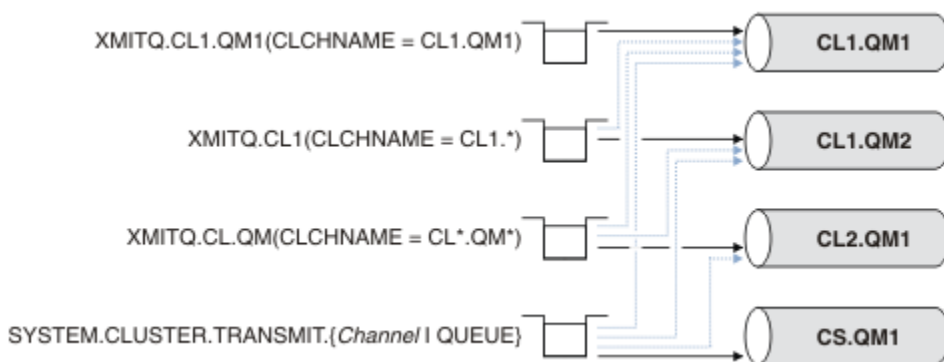 XMITQ.CL1.QM1(CLCHNAME = CL1.QM1)
CL1.QM1
XMITQ.CL1(CLCHNAME = CL1.*)
CL1.QM2
XMITQ.CL.QM(CLCHNAME = CL*.QM*)
CL2.QM1
SYSTEM.CLUSTER.TRANSMIT.{Channel I QUEUE}
CS.QM1